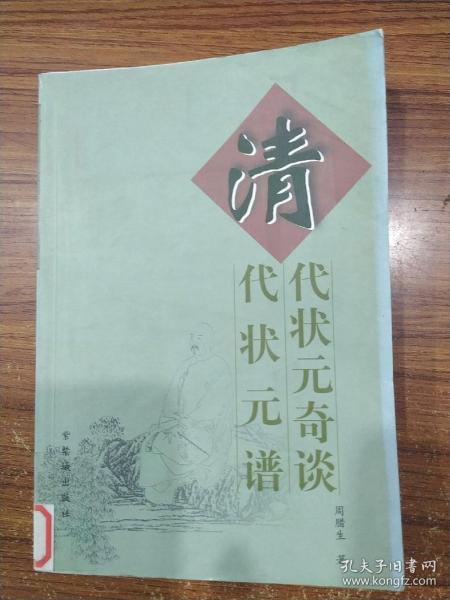 清
代状元奇谈
代状元谱
周腊生 著
紫禁城出版社
孔夫子旧书网
www.kongfz.com